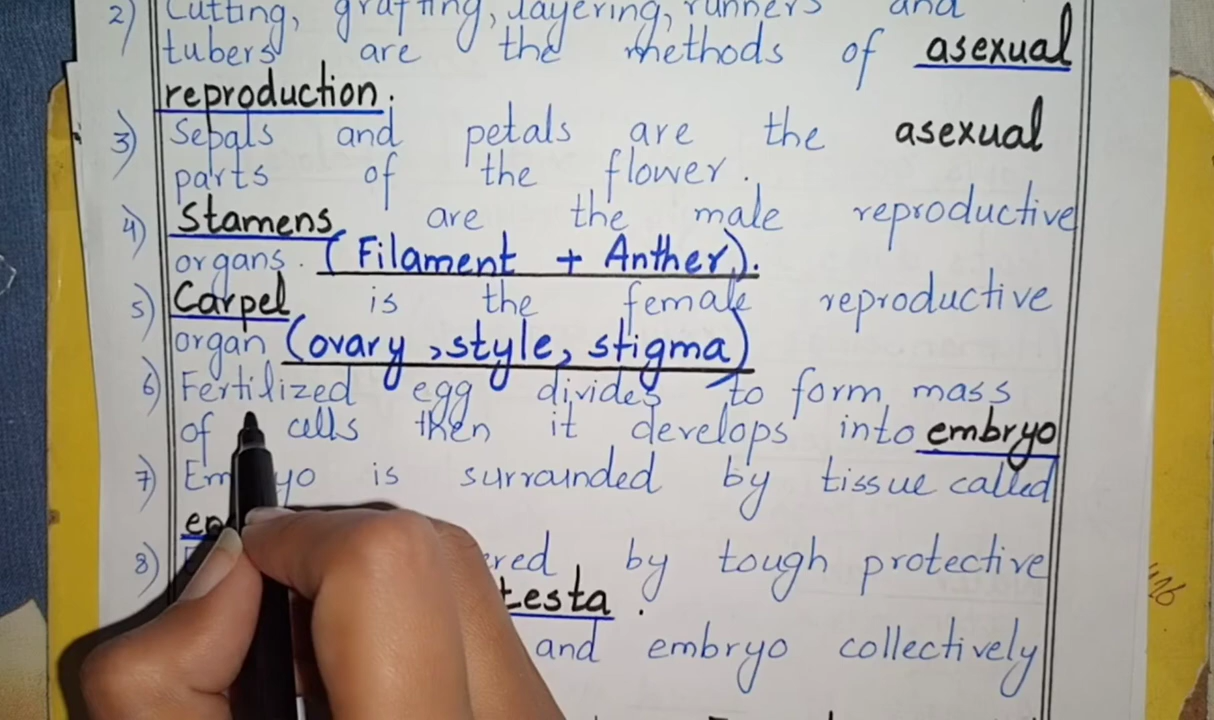 2) Cutting, grafting, layering, runners and
tubers are the methods of asexual
reproduction.
3) Sepals and petals are the asexual
parts of the flower.
4) Stamens are the male reproductive
organs. (Filament + Anther).
5) Carpel is the female reproductive
organ (ovary, style, stigma)
6) Fertilized egg divides to form mass
of cells then it develops into embryo
7) Embryo is surrounded by tissue called
8) by tough protective
testa.
and embryo collectively